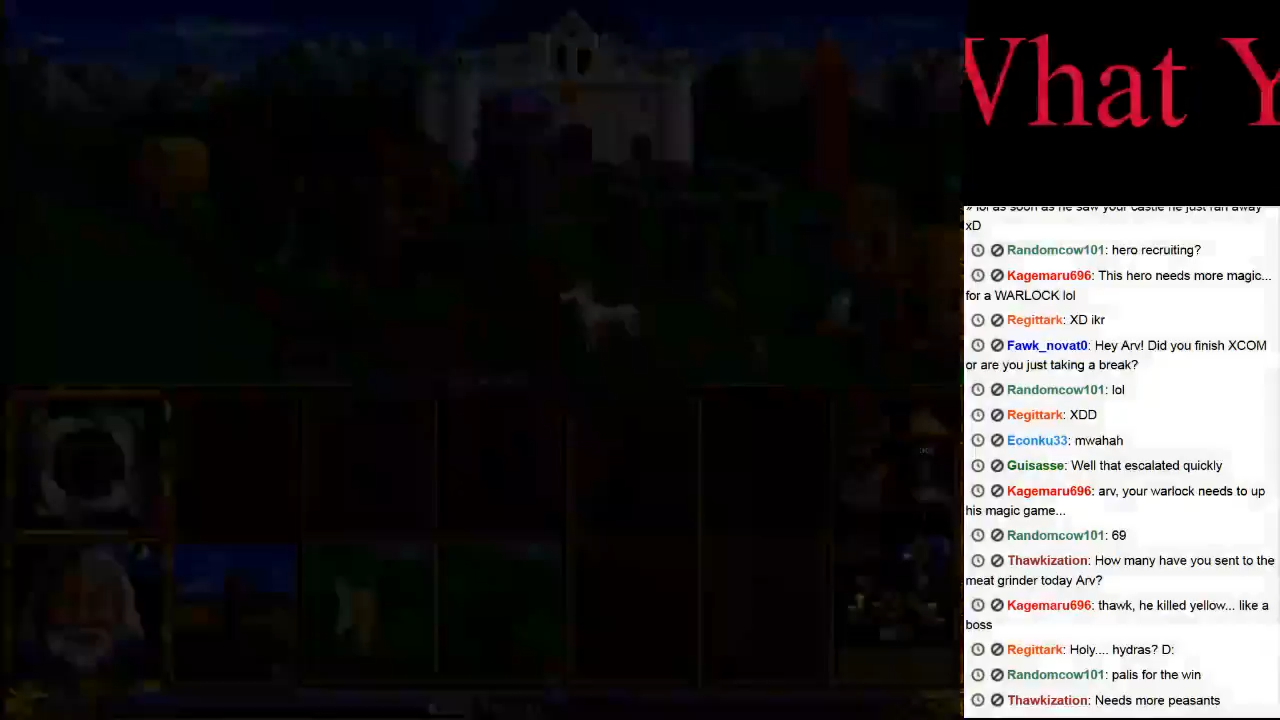 What Y
» lol as soon as he saw your castle he just ran away
xD
Randomcow101: hero recruiting?
Kagemaru696: This hero needs more magic...
for a WARLOCK lol
Regittark: XD ikr
Fawk_novat0: Hey Arv! Did you finish XCOM
or are you just taking a break?
Randomcow101: lol
Regittark: XDD
Econku33: mwahah
Guisasse: Well that escalated quickly
Kagemaru696: arv, your warlock needs to up
his magic game...
Randomcow101: 69
Thawkization: How many have you sent to the
meat grinder today Arv?
Kagemaru696: thawk, he killed yellow... like a
boss
Regittark: Holy.... hydras? D:
Randomcow101: palis for the win
Thawkization: Needs more peasants